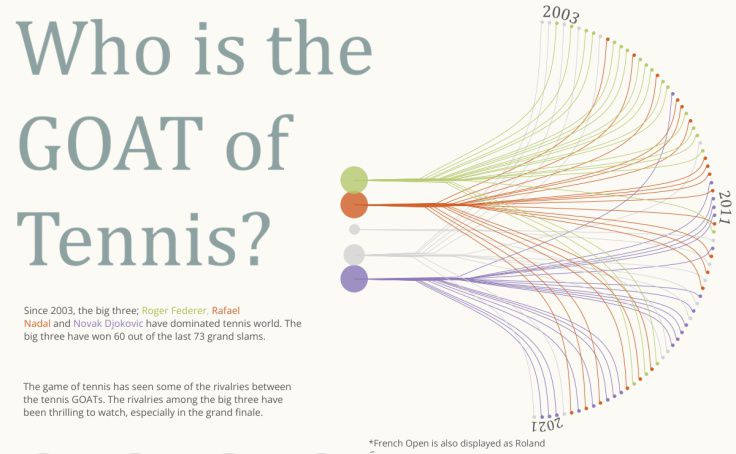 Who is the
GOAT of
Tennis?
2003
2011
2021
Since 2003, the big three; Roger Federer, Rafael
Nadal and Novak Djokovic have dominated tennis world. The
big three have won 60 out of the last 73 grand slams.
The game of tennis has seen some of the rivalries between
the tennis GOATs. The rivalries among the big three have
been thrilling to watch, especially in the grand finale.
*French Open is also displayed as Roland